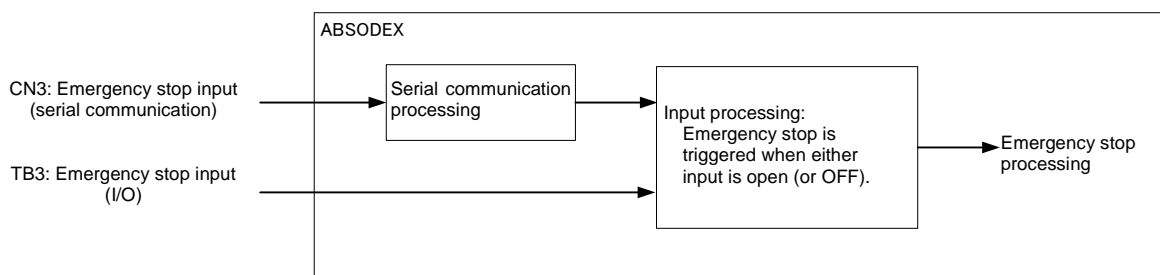 ABSODEX
CN3: Emergency stop input
(serial communication)
Serial communication
processing
Input processing:
Emergency stop is
triggered when either
input is open (or OFF).
Emergency stop
processing
TB3: Emergency stop input
(I/O)